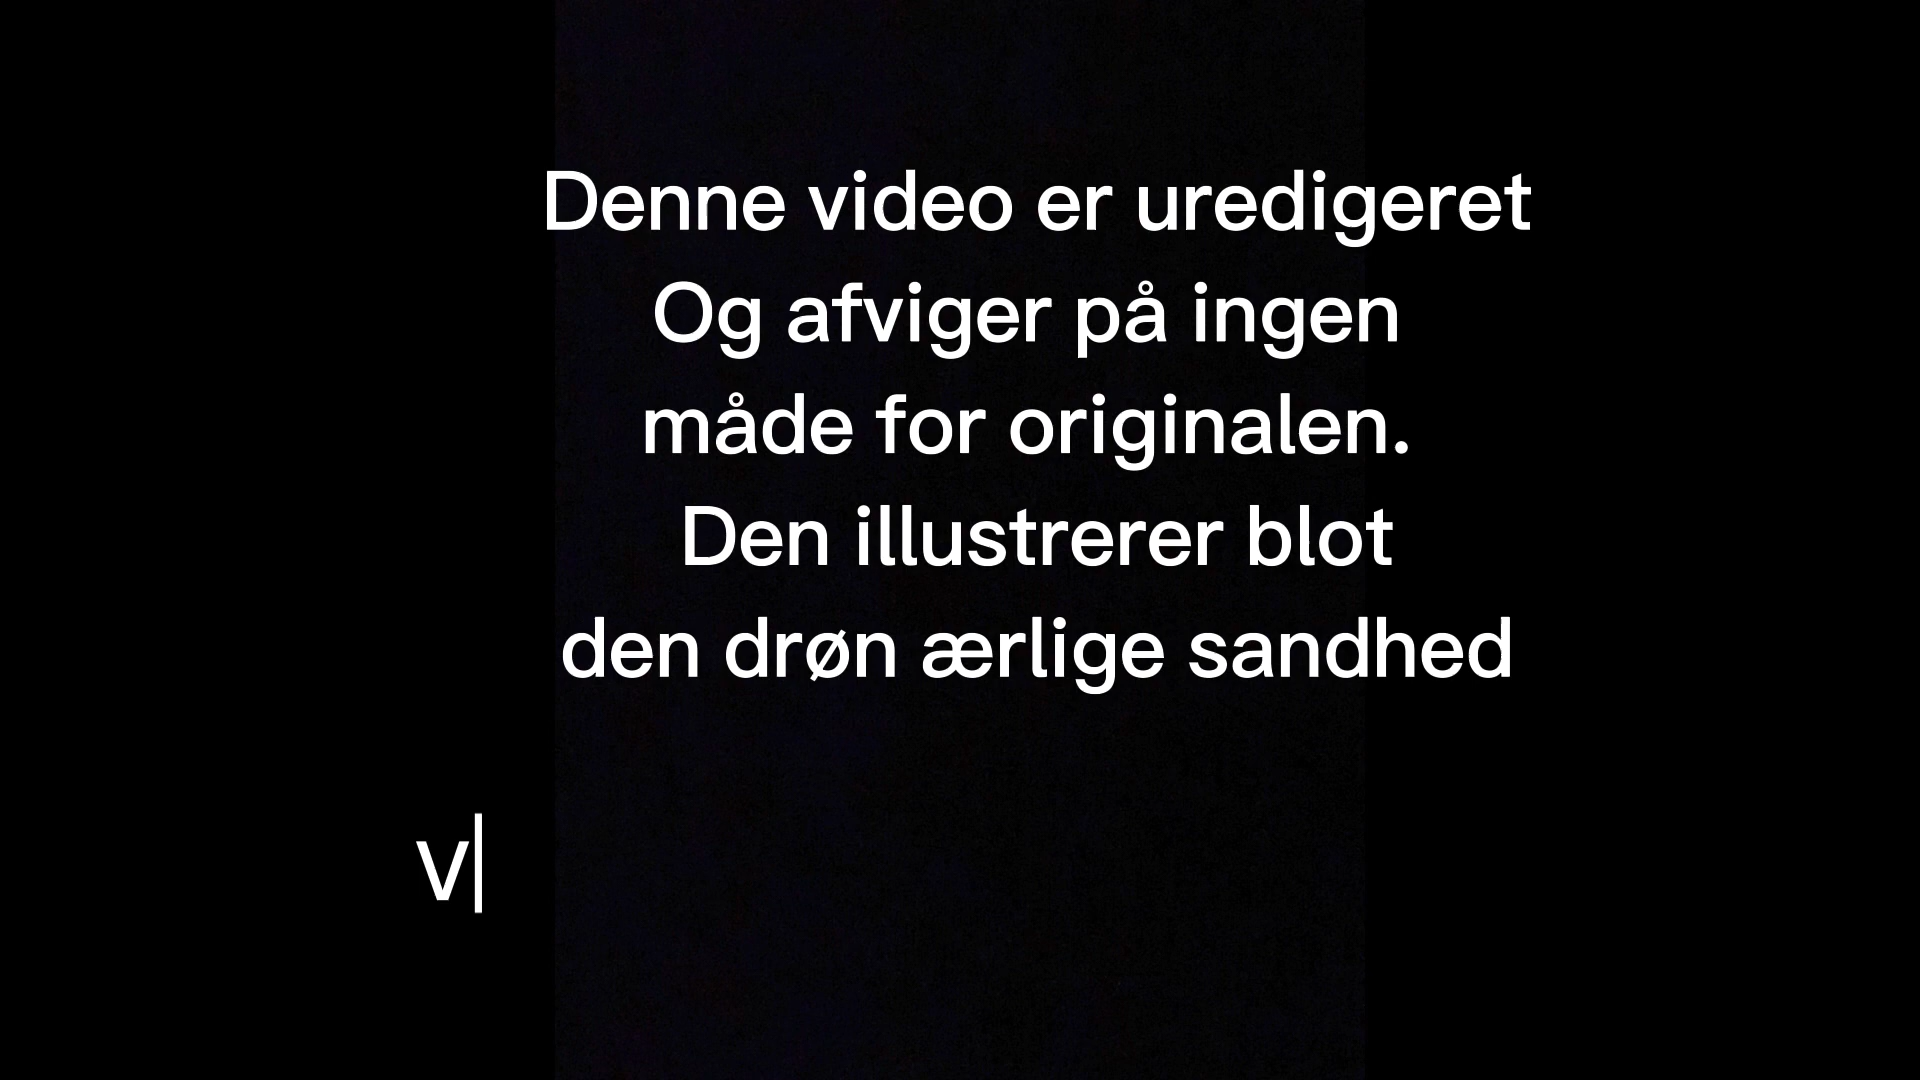 Denne video er uredigeret
Og afviger på ingen
måde for originalen.
Den illustrerer blot
den drøn ærlige sandhed
v|